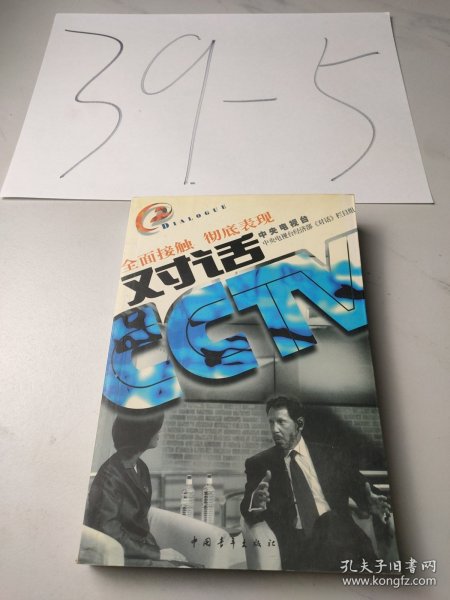 39-5
DIALOGUE
全面接触 彻底表现
中央电视台
中央电视台经济部《对话》栏目组
对话
CCTV
中国青年出版社
孔夫子旧书网
www.kongfz.com